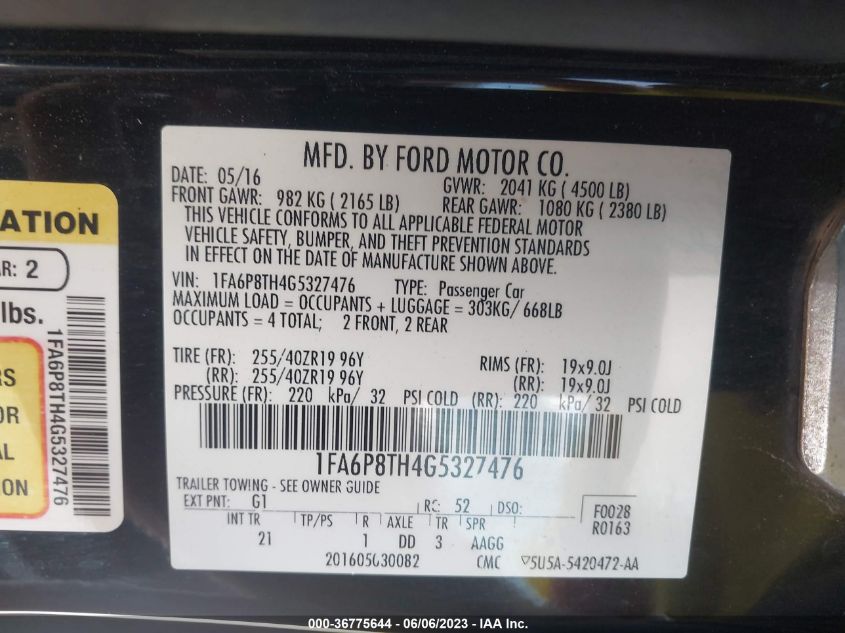 MFD. BY FORD MOTOR CO.
DATE: 05/16 GVWR: 2041 KG ( 4500 LB)
FRONT GAWR: 982 KG ( 2165 LB) REAR GAWR: 1080 KG ( 2380 LB)
THIS VEHICLE CONFORMS TO ALL APPLICABLE FEDERAL MOTOR
VEHICLE SAFETY, BUMPER, AND THEFT PREVENTION STANDARDS
IN EFFECT ON THE DATE OF MANUFACTURE SHOWN ABOVE.
VIN: 1FA6P8TH4G5327476 TYPE: Passenger Car
MAXIMUM LOAD = OCCUPANTS + LUGGAGE = 303KG/ 668LB
OCCUPANTS = 4 TOTAL; 2 FRONT, 2 REAR
TIRE (FR): 255/40ZR19 96Y RIMS (FR): 19x9.0J
(RR): 255/40ZR19 96Y (RR): 19x9.0J
PRESSURE (FR): 220 kPa/ 32 PSI COLD (RR): 220 kPa/ 32 PSI COLD
1FA6P8TH4G5327476
TRAILER TOWING - SEE OWNER GUIDE
EXT PNT: G1 RC: 52 DSO: F0028
R0163
INT TR TP/PS R AXLE TR SPR
21 1 DD 3 AAGG
CMC ▽5U5A-5420472-AA
ATION
AR: 2
lbs.
RS
OR
AL
ON
1FA6P8TH4G5327476
000-36775644 / 06/06/2023 - IAA Inc.